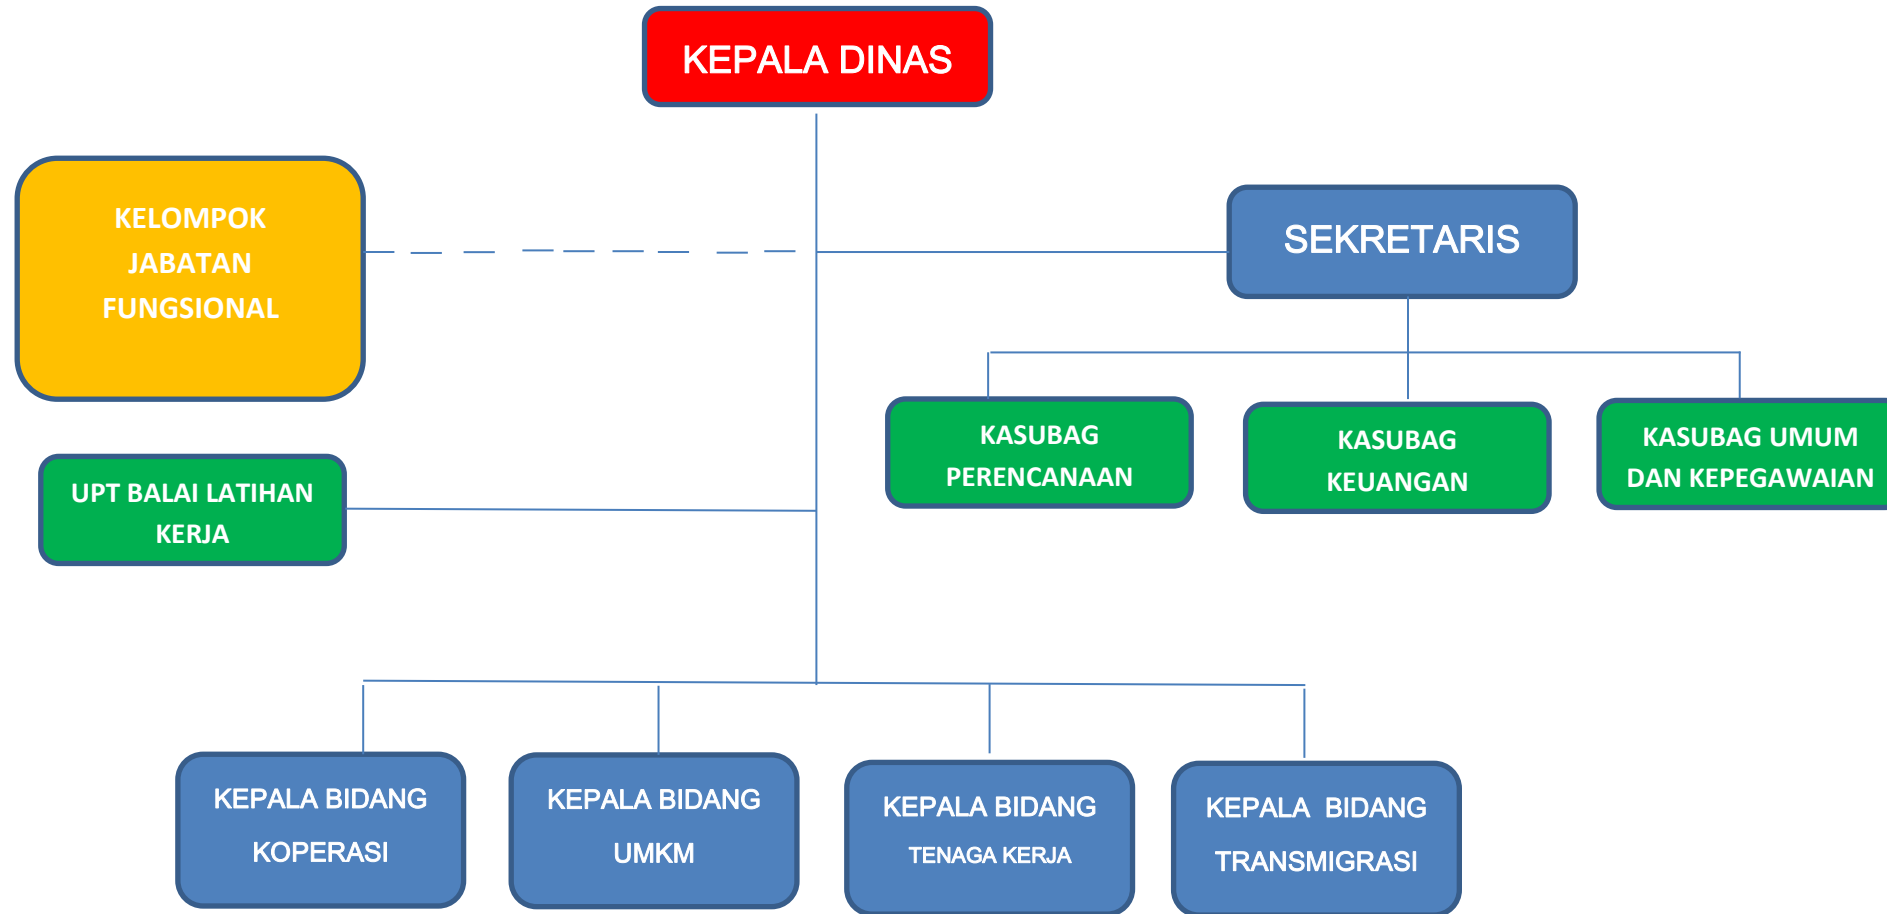 KEPALA DINAS
KELOMPOK
JABATAN
FUNGSIONAL
SEKRETARIS
KASUBAG
PERENCANAAN
KASUBAG
KEUANGAN
KASUBAG UMUM
DAN KEPEGAWAIAN
UPT BALAI LATIHAN
KERJA
KEPALA BIDANG
KOPERASI
KEPALA BIDANG
UMKM
KEPALA BIDANG
TENAGA KERJA
KEPALA  BIDANG
TRANSMIGRASI